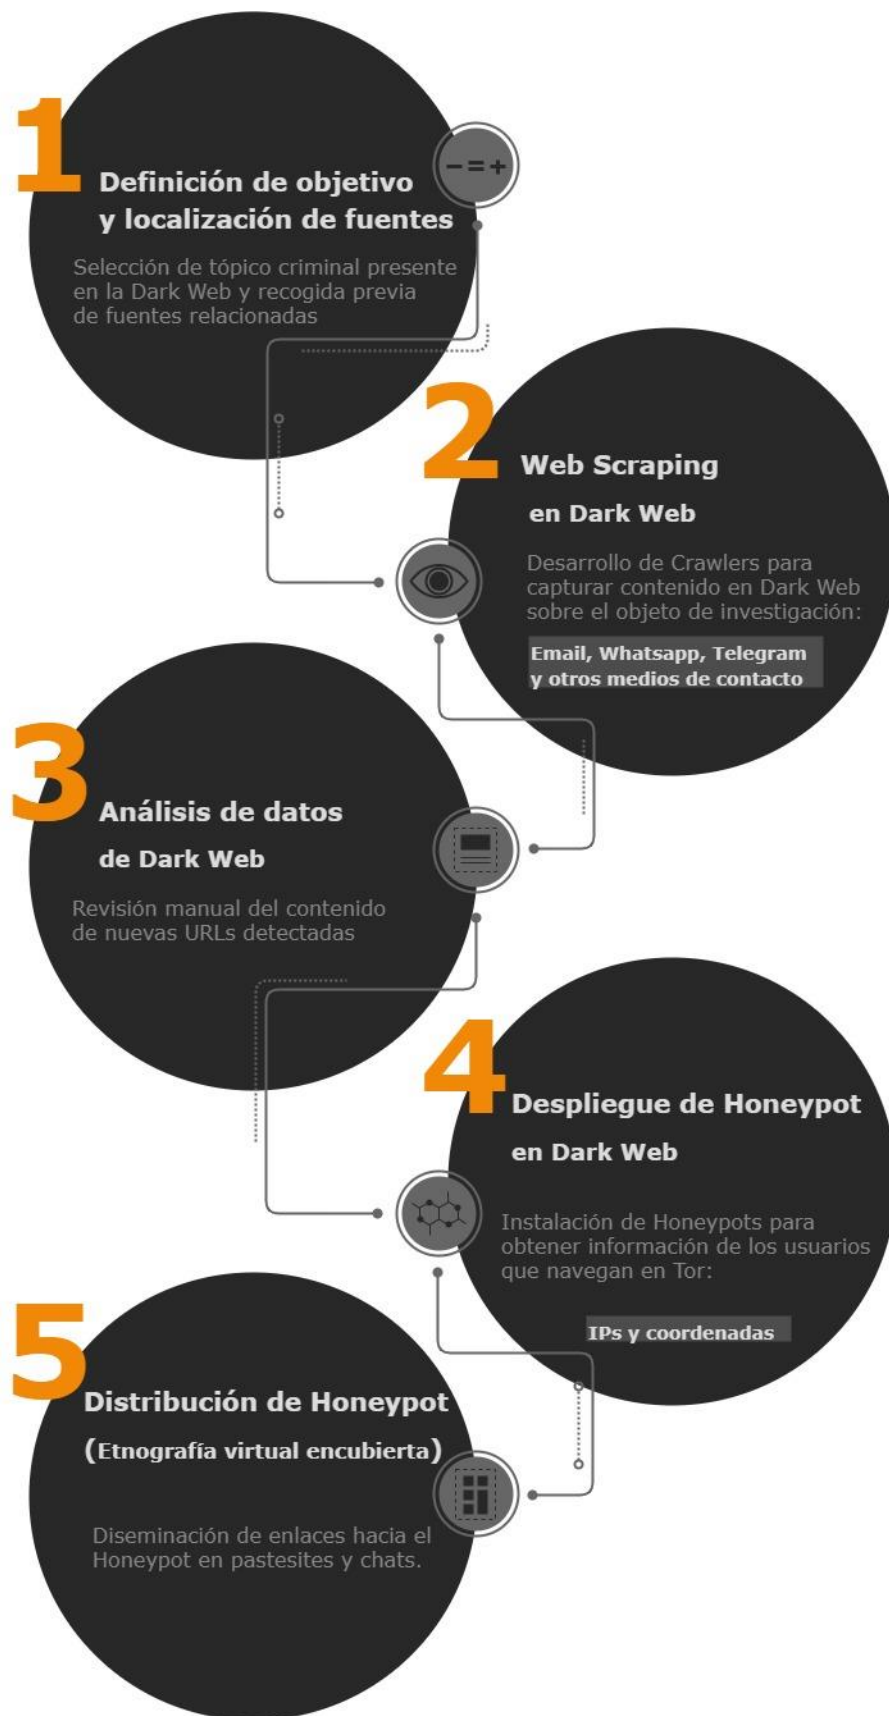 1
Definición de objetivo
y localización de fuentes
Selección de tópico criminal presente
en la Dark Web y recogida previa
de fuentes relacionadas
2
Web Scraping
en Dark Web
Desarrollo de Crawlers para
capturar contenido en Dark Web
sobre el objeto de investigación:
Email, Whatsapp, Telegram
y otros medios de contacto
3
Análisis de datos
de Dark Web
Revisión manual del contenido
de nuevas URLs detectadas
4
Despliegue de Honeypot
en Dark Web
Instalación de Honeypots para
obtener información de los usuarios
que navegan en Tor:
IPs y coordenadas
5
Distribución de Honeypot
(Etnografía virtual encubierta)
Diseminación de enlaces hacia el
Honeypot en pastesites y chats.